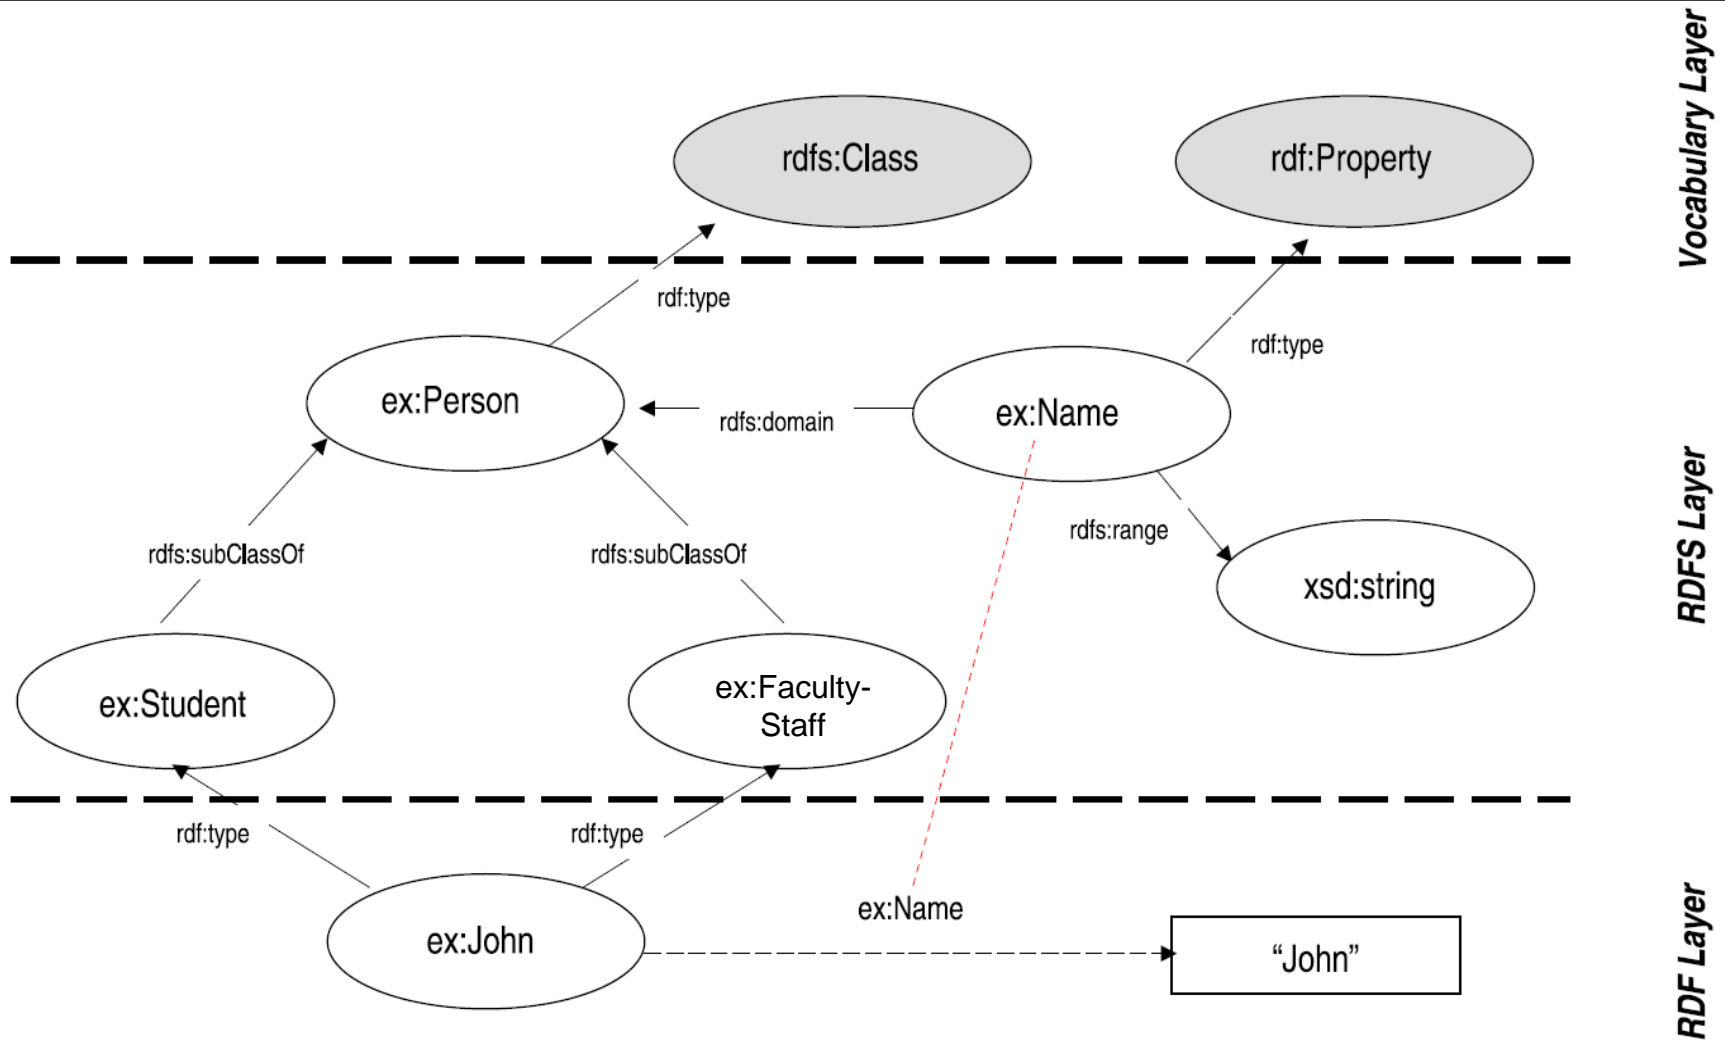 Vocabulary Layer
rdfs:Class
rdf:Property
rdf:type
rdf:type
ex:Person
ex:Name
rdfs:domain
RDFS Layer
rdfs:range
rdfs:subClassOf
rdfs:subClassOf
xsd:string
ex:Student
ex:Faculty-
Staff
rdf:type
rdf:type
ex:Name
ex:John
“John”
RDF Layer